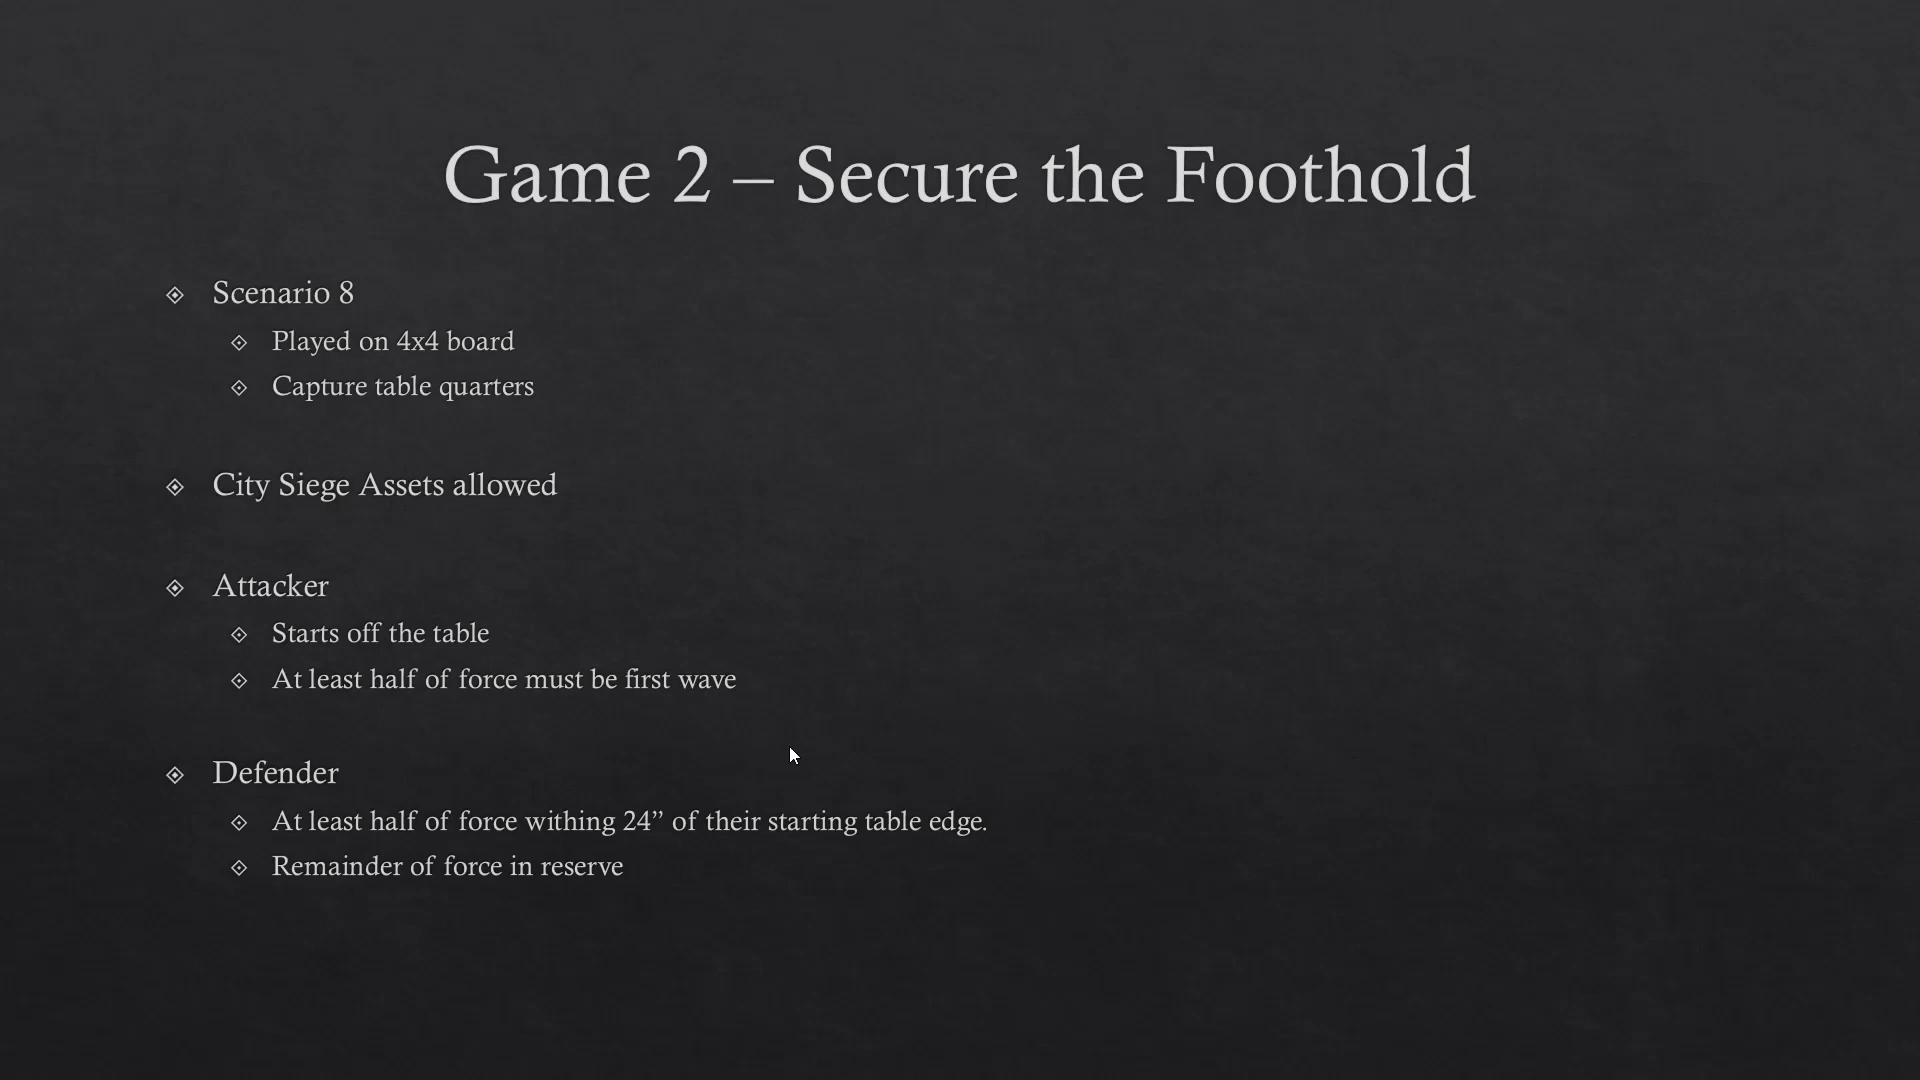 Game 2 – Secure the Foothold
Scenario 8
Played on 4x4 board
Capture table quarters
City Siege Assets allowed
Attacker
Starts off the table
At least half of force must be first wave
Defender
At least half of force withing 24” of their starting table edge.
Remainder of force in reserve